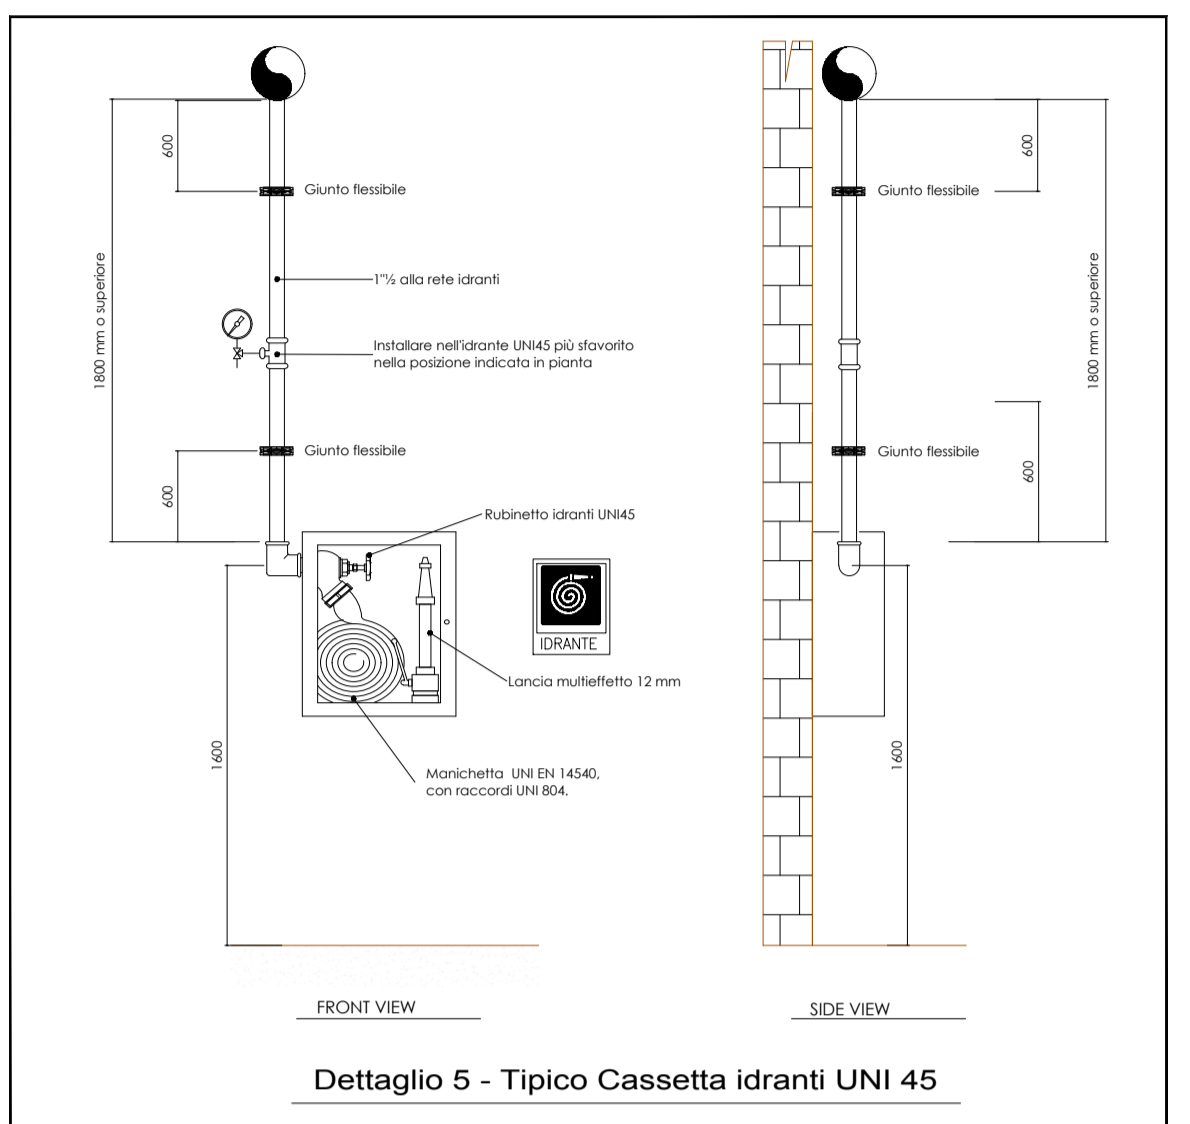 600
Giunto flessibile
1800 mm o superiore
1"½ alla rete idranti
Installare nell'idrante UNI45 più sfavorito
nella posizione indicata in pianta
Giunto flessibile
600
Rubinetto idranti UNI45
IDRANTE
Lancia multieffetto 12 mm
1600
Manichetta UNI EN 14540,
con raccordi UNI 804.
FRONT VIEW
600
Giunto flessibile
1800 mm o superiore
Giunto flessibile
600
1600
SIDE VIEW
Dettaglio 5 - Tipico Cassetta idranti UNI 45